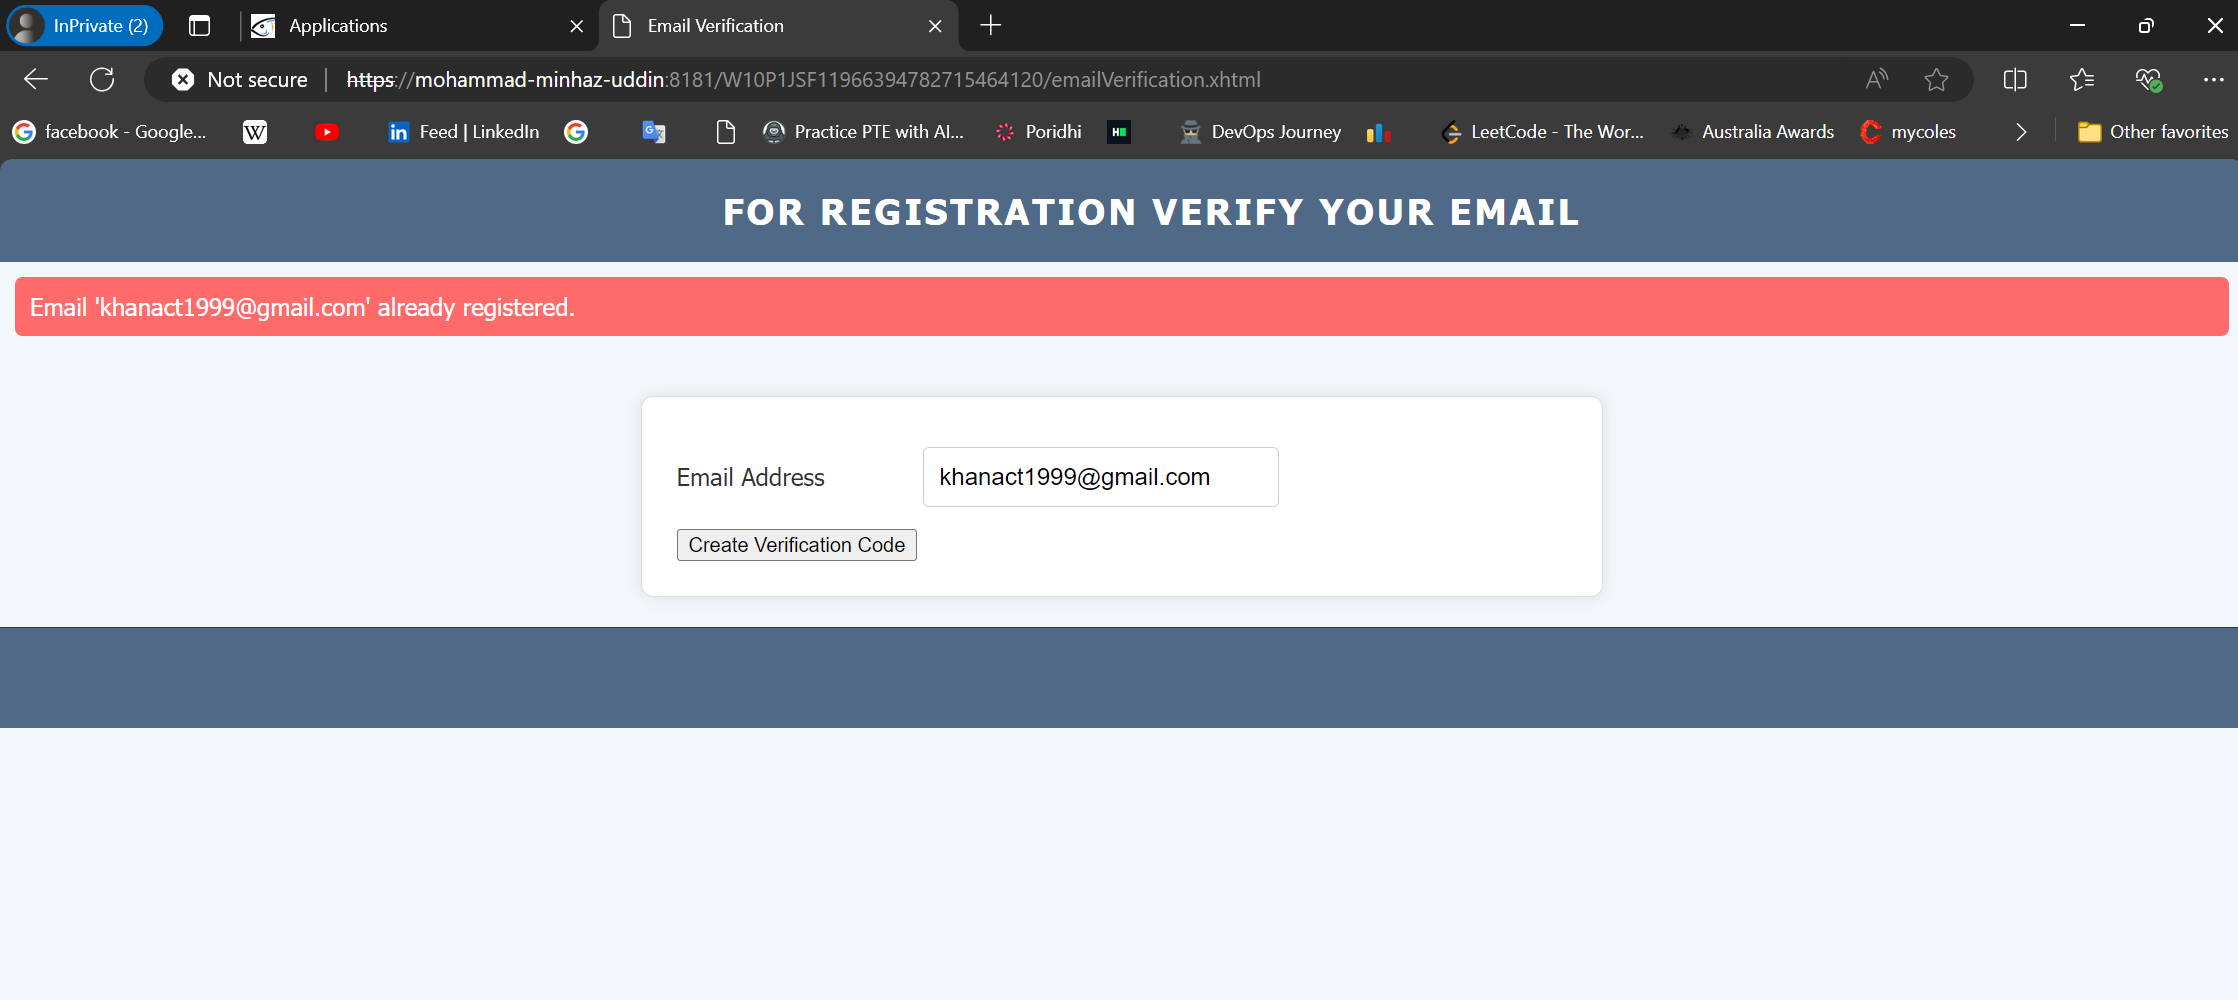 InPrivate (2)
Applications
Email Verification
Not secure
https://mohammad-minhaz-uddin:8181/W10P1JSF11966394782715464120/emailVerification.xhtml
facebook - Google...
W
in
Feed | LinkedIn
Practice PTE with AI...
Poridhi
H
DevOps Journey
LeetCode - The Wor...
Australia Awards
mycoles
Other favorites
FOR REGISTRATION VERIFY YOUR EMAIL
Email 'khanact1999@gmail.com' already registered.
Email Address
khanact1999@gmail.com
Create Verification Code